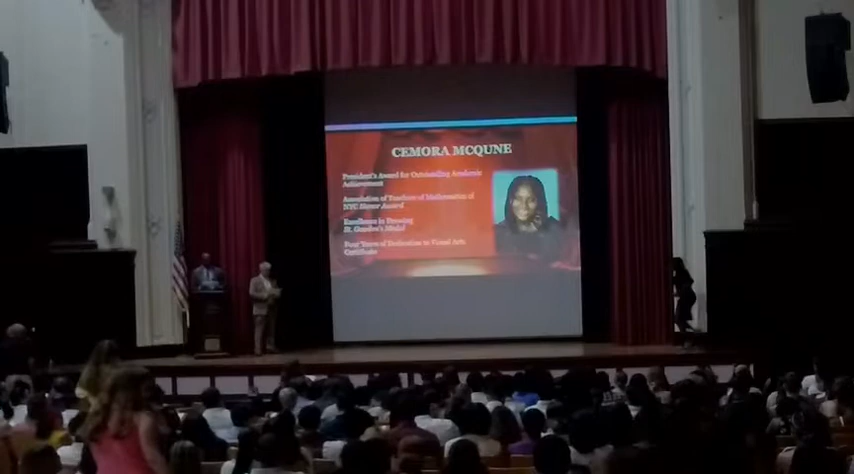 CEMORA MCQUNE
President's Award for Outstanding Academic
Achievement
Association of Teachers of Mathematics of
NYC Honor Award
Excellence in Drawing
St. Gaudens Medal
Four Years of Dedication to Visual Arts
Certificate